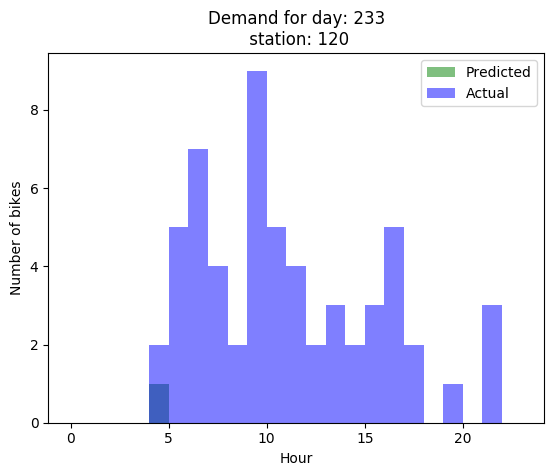 Demand for day: 233
station: 120
Predicted
Actual
Number of bikes
8
6
4
2
0
0
5
10
15
20
Hour